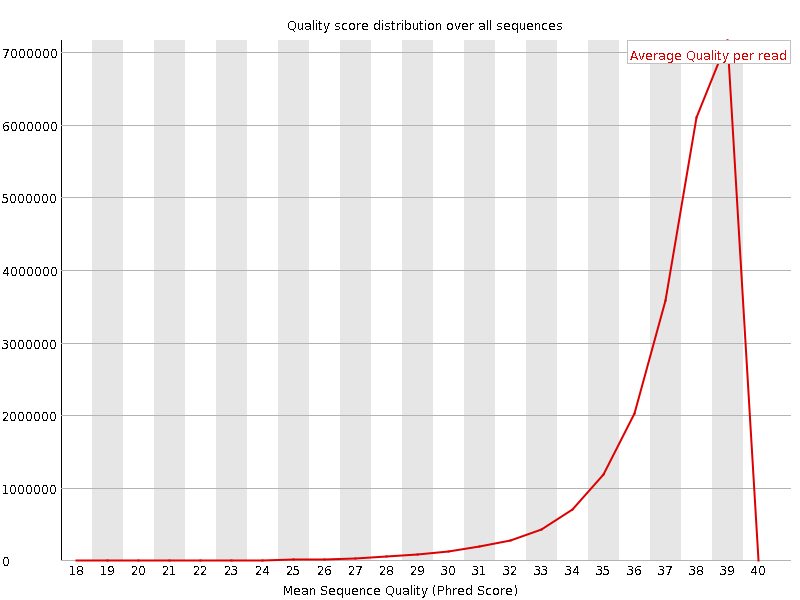 Quality score distribution over all sequences
Average Quality per read
7000000
6000000
5000000
4000000
3000000
2000000
1000000
0
18 19 20 21 22 23 24 25 26 27 28 29 30 31 32 33 34 35 36 37 38 39 40
Mean Sequence Quality (Phred Score)